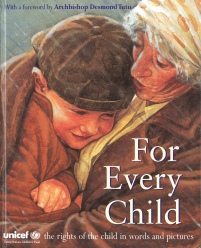 With a foreword by Archbishop Desmond Tutu
For
Every
Child
unicef
the rights of the child in words and pictures